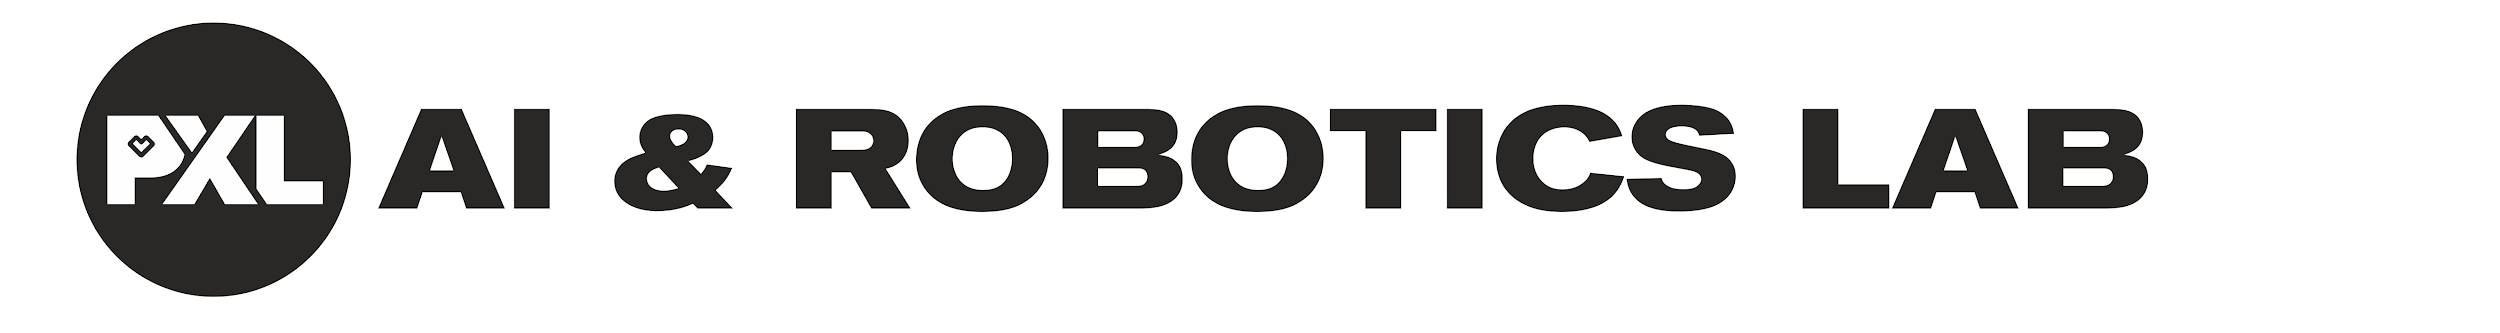 PXL AI & ROBOTICS LAB